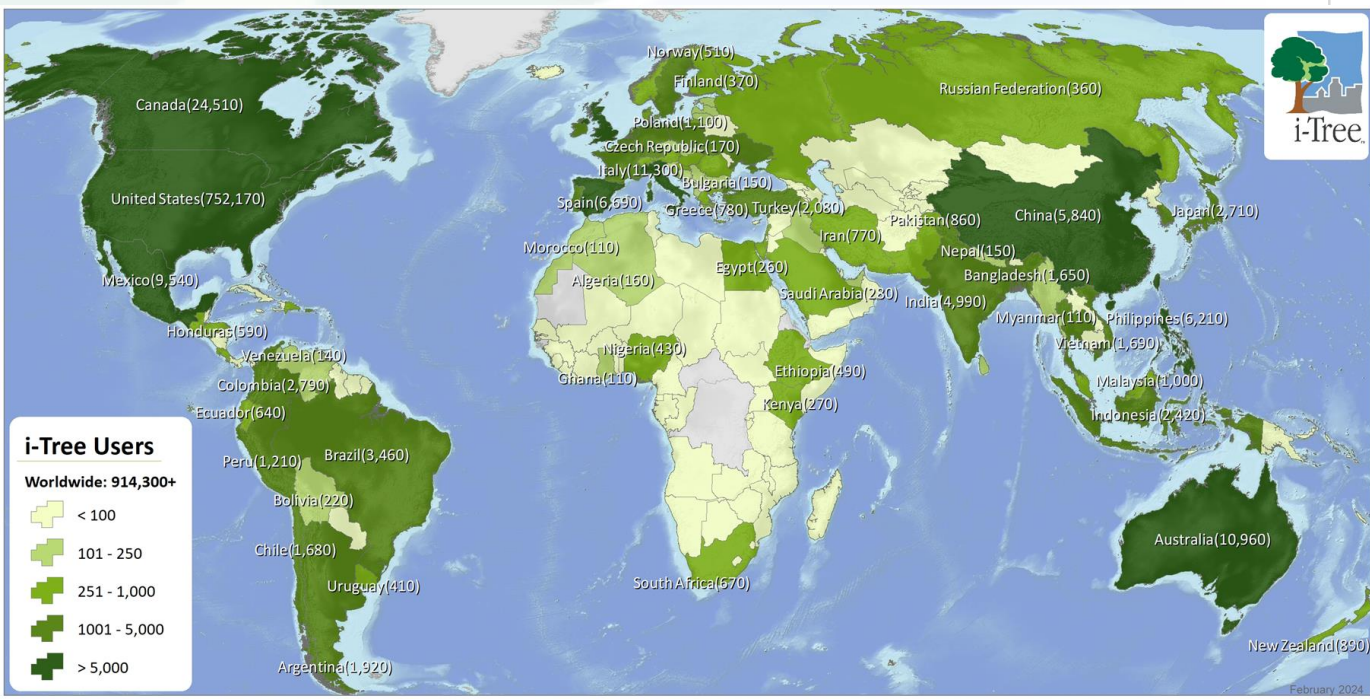 Norway(510)
Finland(370)
Russian Federation(360)
Canada(24,510)
Poland(1,100)
Czech Republic(170)
Italy(11,300)
Bulgaria(150)
United States(752,170)
Spain(6,690)
Greece(780)
Turkey(2,080)
Pakistan(860)
China(5,840)
Japan(2,710)
Iran(770)
Morocco(110)
Nepal(150)
Mexico(9,540)
Algeria(160)
Egypt(260)
Bangladesh(1,650)
Saudi Arabia(280)
India(4,990)
Myanmar(110)
Philippines(6,210)
Honduras(590)
Vietnam(1,690)
Venezuela(140)
Nigeria(430)
Ethiopia(490)
Colombia(2,790)
Ghana(110)
Malaysia(1,000)
Ecuador(640)
Kenya(270)
Indonesia(2,420)
Peru(1,210)
Brazil(3,460)
Bolivia(220)
Chile(1,680)
Australia(10,960)
Uruguay(410)
South Africa(670)
New Zealand(890)
Argentina(1,920)
i-Tree™
i-Tree Users
Worldwide: 914,300+
< 100
101 - 250
251 - 1,000
1001 - 5,000
> 5,000
February 2024